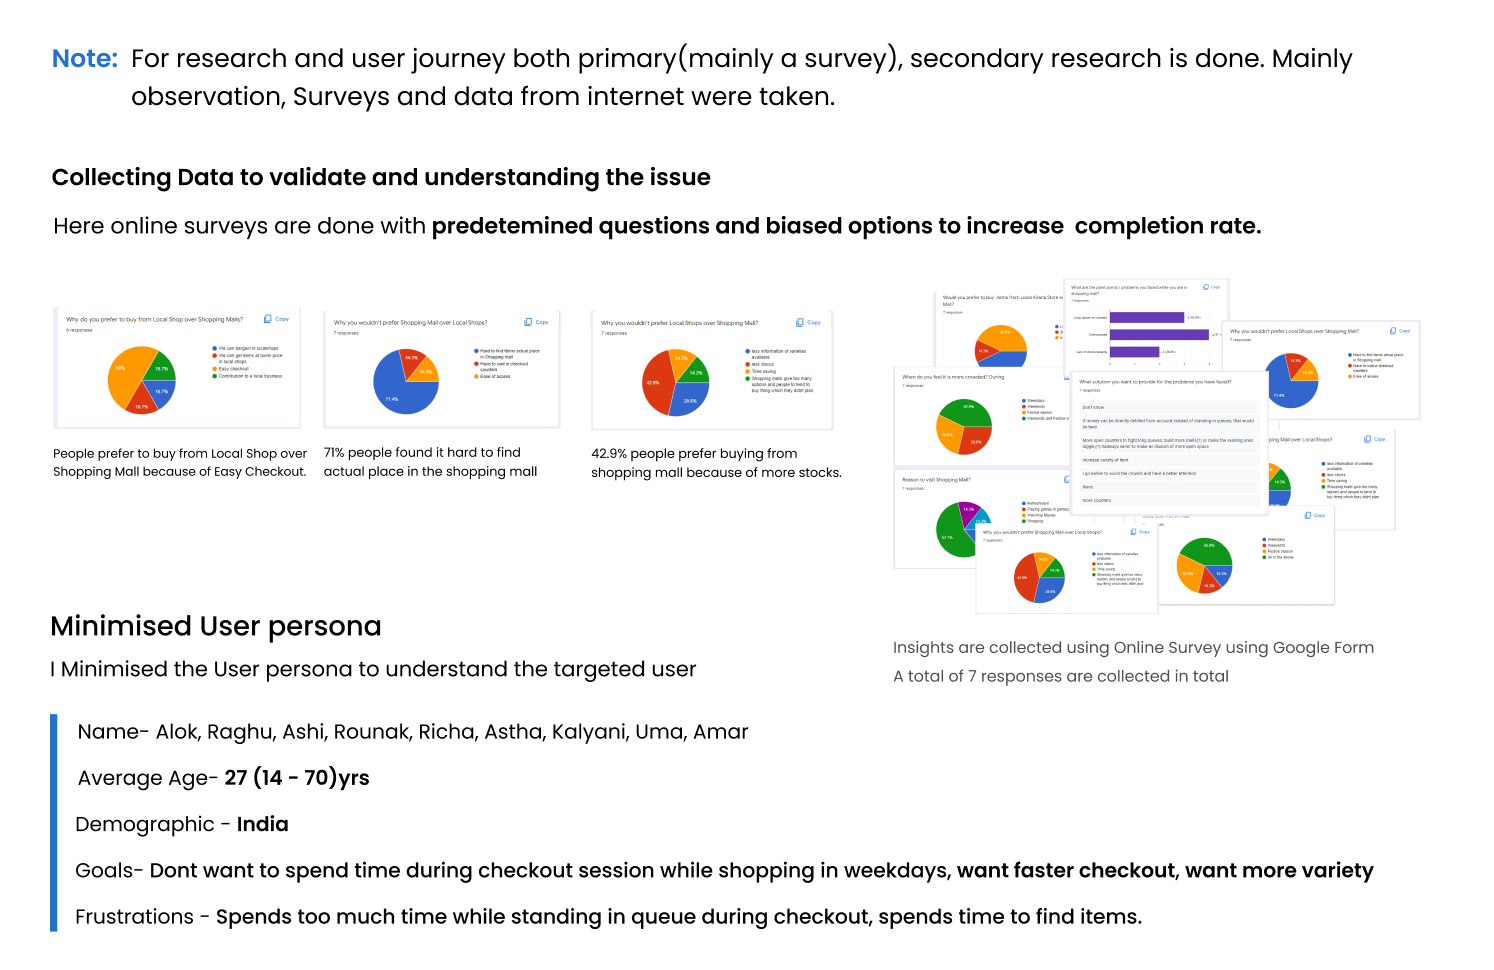 Note: For research and user journey both primary(mainly a survey), secondary research is done. Mainly
observation, Surveys and data from internet were taken.
Collecting Data to validate and understanding the issue
Here online surveys are done with predetemined questions and biased options to increase completion rate.
Why do you prefer to buy from Local Shop over Shopping Malls?
Copy
6 responses
We can bargain in localshops
We can get items at lower price
in local shops
Easy checkout
Contribution to a local business
50%
16.7%
16.7%
16.7%
People prefer to buy from Local Shop over
Shopping Mall because of Easy Checkout.
Why you wouldn't prefer Shopping Mall over Local Shops?
Copy
7 responses
Hard to find items actual place
in Shopping mall
Have to wait in checkout
counters
Ease of access
14.3%
14.3%
71.4%
71% people found it hard to find
actual place in the shopping mall
Why you wouldn't prefer Local Shops over Shopping Mall?
Copy
7 responses
less information of varieties
available
less stocks
Time saving
Shopping malls give too many
options and people to tend to
buy thing which they didnt plan
14.3%
14.3%
42.9%
28.6%
42.9% people prefer buying from
shopping mall because of more stocks.
Would you prefer to buy items from Local Kirana Store o
Mall?
7 responses
What are the pain points / problems you faced while you are in
shopping mall?
Copy
7 responses
Long queue on counters
Overcrowded
Lack of discounts/sells
Why you wouldn't prefer Local Shops over Shopping Mall?
Copy
7 responses
Hard to find items actual place
in Shopping mall
Have to wait in checkout
counters
Ease of access
14.3%
14.3%
71.4%
When do you feel it is more crowded? During
7 responses
Weekdays
Weekends
Festive season
Weekends and Festive s
42.9%
28.6%
28.6%
What solution you want to provide for the problems you have faced?
7 responses
Don't know
If money can be directly debited from account instead of standing in queues, that would
be best
More open counters to fight long queues; build more malls(?) or make the existing ones
bigger(?) hallways wider to make an illusion of more open space
Increase variety of item
I go earlier to avoid the crowds and have a better attention
None
more counters
ping Mall over Local Shops?
Copy
less information of varieties
available
less stocks
Time saving
Shopping malls give too many
options and people to tend to
buy thing which they didnt plan
14.3%
Reason to visit Shopping Mall?
7 responses
Refreshment
Playing games in gamezo
Watching Movies
Shopping
14.3%
57.1%
Why you wouldn't prefer Shopping Mall over Local Shops?
Copy
7 responses
less information of varieties
available
less stocks
Time saving
Shopping malls give too many
options and people to tend to
buy thing which they didnt plan
14.3%
14.3%
42.9%
28.6%
Copy
Weekdays
Weekends
Festive season
All of the above
42.9%
28.6%
14.3%
14.3%
Insights are collected using Online Survey using Google Form
A total of 7 responses are collected in total
Minimised User persona
I Minimised the User persona to understand the targeted user
Name- Alok, Raghu, Ashi, Rounak, Richa, Astha, Kalyani, Uma, Amar
Average Age- 27 (14 - 70)yrs
Demographic - India
Goals- Dont want to spend time during checkout session while shopping in weekdays, want faster checkout, want more variety
Frustrations - Spends too much time while standing in queue during checkout, spends time to find items.